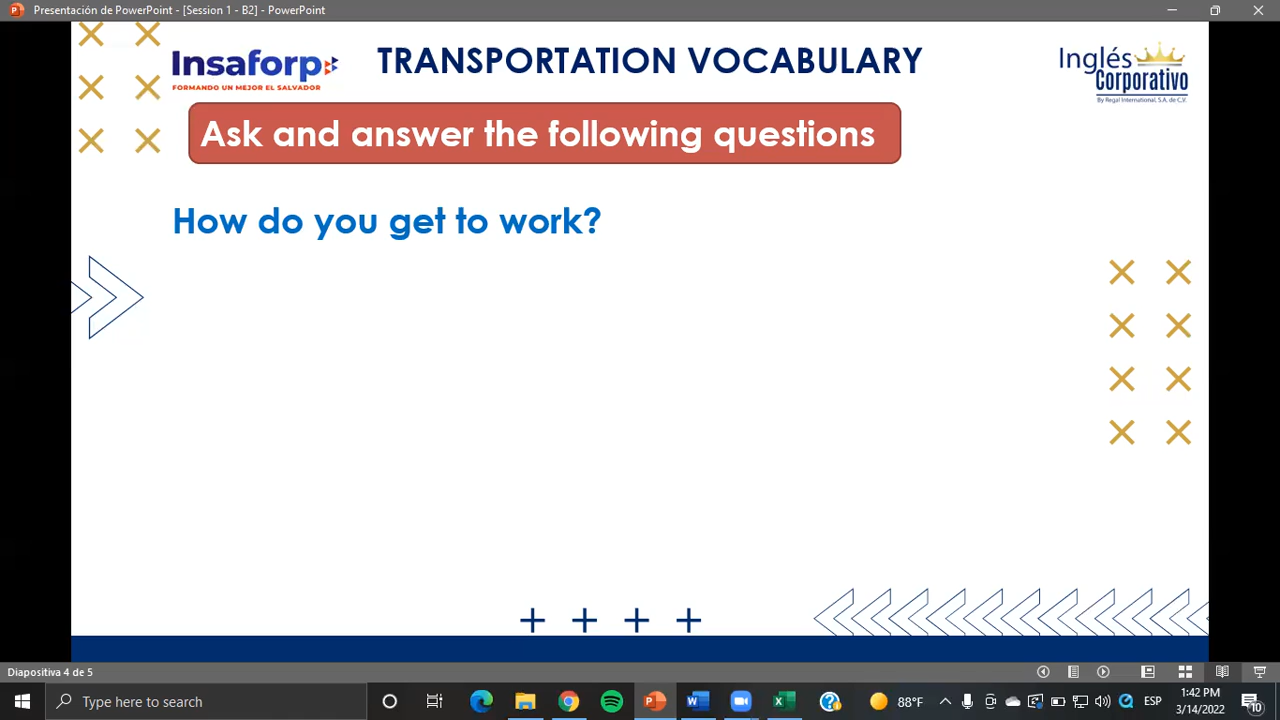 Presentación de PowerPoint - [Session 1 - B2] - PowerPoint
Insaforp
FORMANDO UN MEJOR EL SALVADOR
TRANSPORTATION VOCABULARY
Inglés
Corporativo
By Regal International, S.A. de C.V.
Ask and answer the following questions
How do you get to work?
Diapositiva 4 de 5
Type here to search
88°F
ESP
1:42 PM
3/14/2022
10